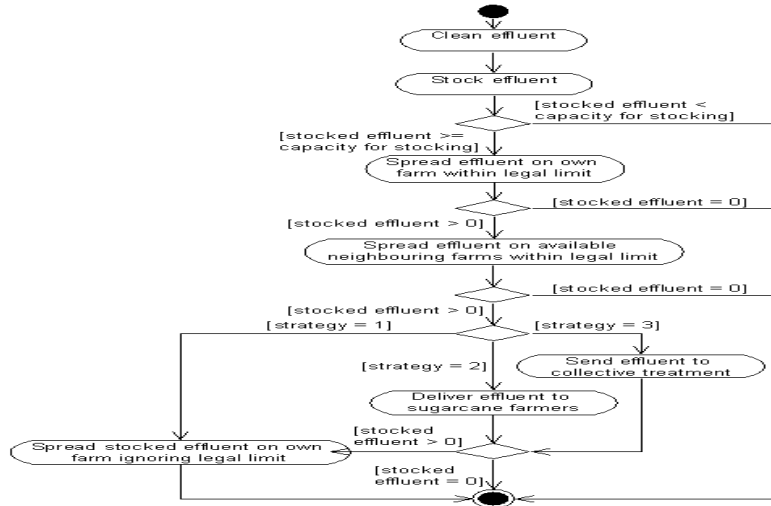 Clean effluent
Stock effluent
[stocked effluent <
capacity for stocking]
[stocked effluent >=
capacity for stocking]
Spread effluent on own
farm within legal limit
[stocked effluent = 0]
[stocked effluent > 0]
Spread effluent on available
neighbouring farms within legal limit
[stocked effluent = 0]
[stocked effluent > 0]
[strategy = 1]
[strategy = 3]
[strategy = 2]
Send effluent to
collective treatment
Deliver effluent to
sugarcane farmers
[stocked
effluent > 0]
Spread stocked effluent on own
farm ignoring legal limit
[stocked
effluent = 0]